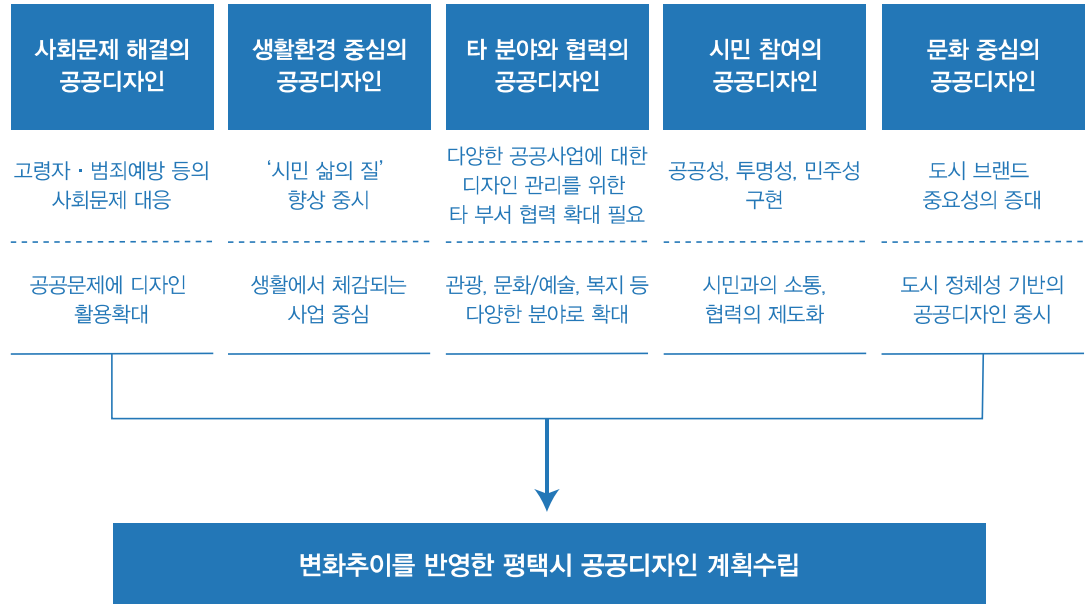 사회문제 해결의
공공디자인
고령자 · 범죄예방 등의
사회문제 대응
공공문제에 디자인
활용확대
생활환경 중심의
공공디자인
‘시민 삶의 질’
향상 중시
생활에서 체감되는
사업 중심
타 분야와 협력의
공공디자인
다양한 공공사업에 대한
디자인 관리를 위한
타 부서 협력 확대 필요
관광, 문화/예술, 복지 등
다양한 분야로 확대
시민 참여의
공공디자인
공공성, 투명성, 민주성
구현
시민과의 소통,
협력의 제도화
문화 중심의
공공디자인
도시 브랜드
중요성의 증대
도시 정체성 기반의
공공디자인 중시
변화추이를 반영한 평택시 공공디자인 계획수립